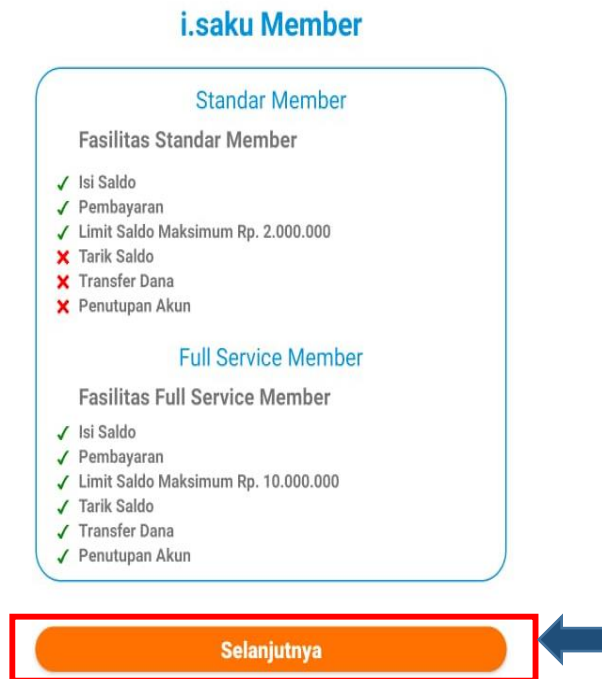 i.saku Member
Standar Member
Fasilitas Standar Member
Isi Saldo
Pembayaran
Limit Saldo Maksimum Rp. 2.000.000
Tarik Saldo
Transfer Dana
Penutupan Akun
Full Service Member
Fasilitas Full Service Member
Isi Saldo
Pembayaran
Limit Saldo Maksimum Rp. 10.000.000
Tarik Saldo
Transfer Dana
Penutupan Akun
Selanjutnya